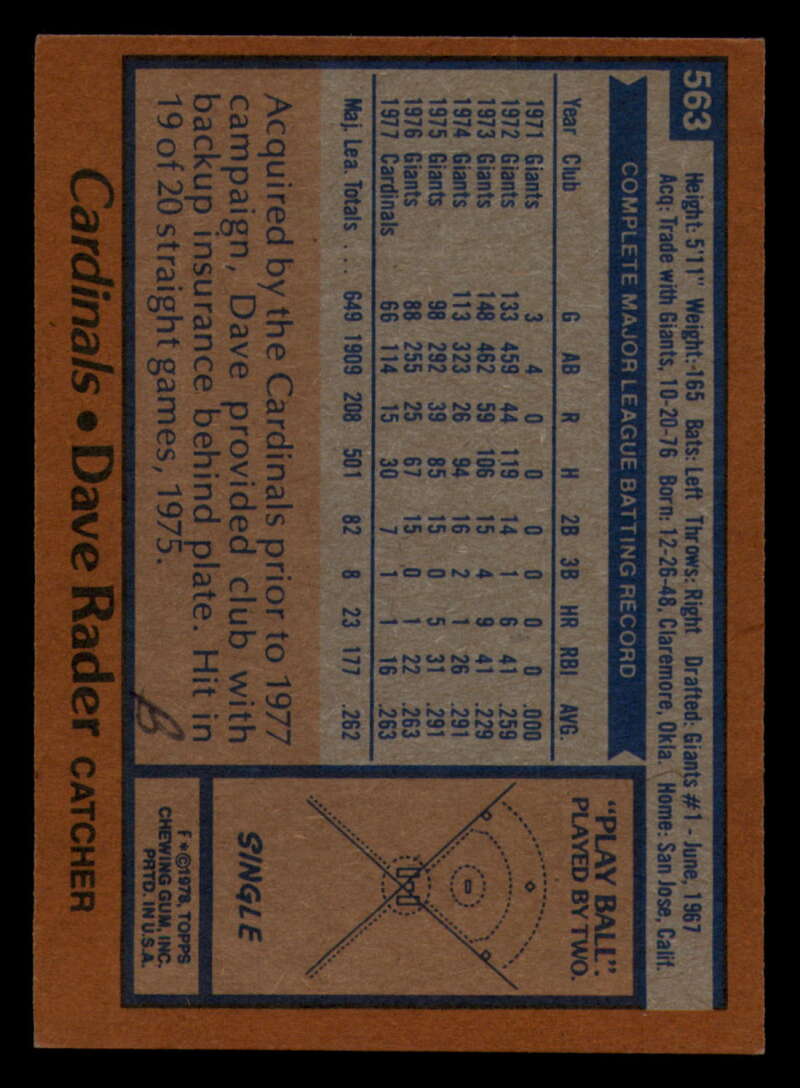 563
Height: 5'11" Weight: 165 Bats: Left Throws: Right Drafted: Giants #1 - June, 1967
Acq: Trade with Giants, 10-20-76 Born: 12-26-48, Claremore, Okla. Home: San Jose, Calif.
COMPLETE MAJOR LEAGUE BATTING RECORD
Year Club G AB R H 2B 3B HR RBI AVG.
1971 Giants 3 4 0 0 0 0 0 0 .000
1972 Giants 133 459 44 119 14 1 6 41 .259
1973 Giants 148 462 59 106 15 4 9 41 .229
1974 Giants 113 323 26 94 16 2 1 26 .291
1975 Giants 98 292 39 85 15 0 5 31 .291
1976 Giants 88 255 25 67 15 0 1 22 .263
1977 Cardinals 66 114 15 30 7 1 1 16 .263
Maj. Lea. Totals . . . 649 1909 208 501 82 8 23 177 .262
Acquired by the Cardinals prior to 1977
campaign, Dave provided club with
backup insurance behind plate. Hit in
19 of 20 straight games, 1975.
B
"PLAY BALL"
PLAYED BY TWO.
SINGLE
F*©1978, TOPPS
CHEWING GUM, INC.
PRTD. IN U.S.A.
Cardinals • Dave Rader CATCHER